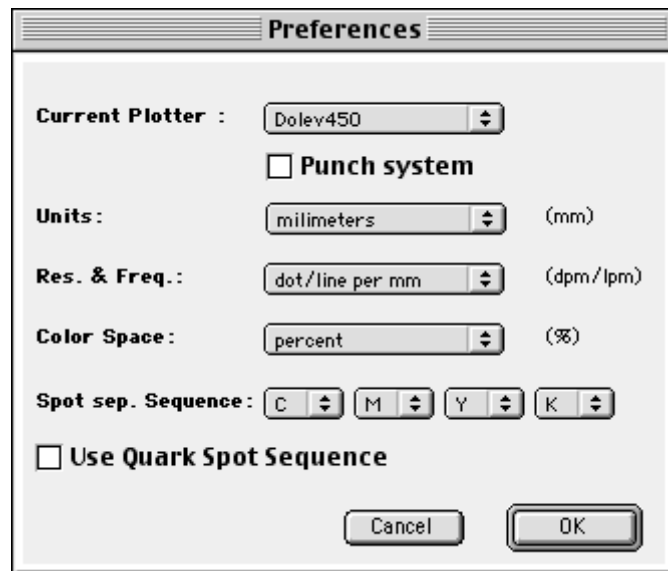 Preferences
Current Plotter : Dolev450
Punch system
Units: milimeters (mm)
Res. & Freq.: dot/line per mm (dpm/lpm)
Color Space: percent (%)
Spot sep. Sequence: C M Y K
Use Quark Spot Sequence
Cancel OK